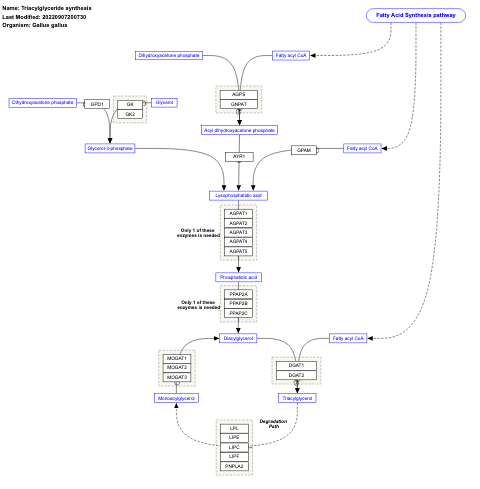 Name: Triacylglyceride synthesis
Last Modified: 20220907200730
Organism: Gallus gallus
Fatty Acid Synthesis pathway
Dihydroxyacetone phosphate
Fatty acyl CoA
AGPS
GNPAT
Dihydroxyacetone phosphate
GPD1
GK
GK2
Glycerol
Acyl dihydroxyacetone phosphate
Glycerol-3-phosphate
AYR1
GPAM
Fatty acyl CoA
Lysophosphatidic acid
Only 1 of these
enzymes is needed
AGPAT1
AGPAT2
AGPAT3
AGPAT4
AGPAT5
Phosphatidic acid
Only 1 of these
enzymes is needed
PPAP2A
PPAP2B
PPAP2C
Diacylglycerol
Fatty acyl CoA
MOGAT1
MOGAT2
MOGAT3
DGAT1
DGAT2
Monoacylglycerol
Triacylglycerol
Degradation
Path
LPL
LIPE
LIPC
LIPF
PNPLA2